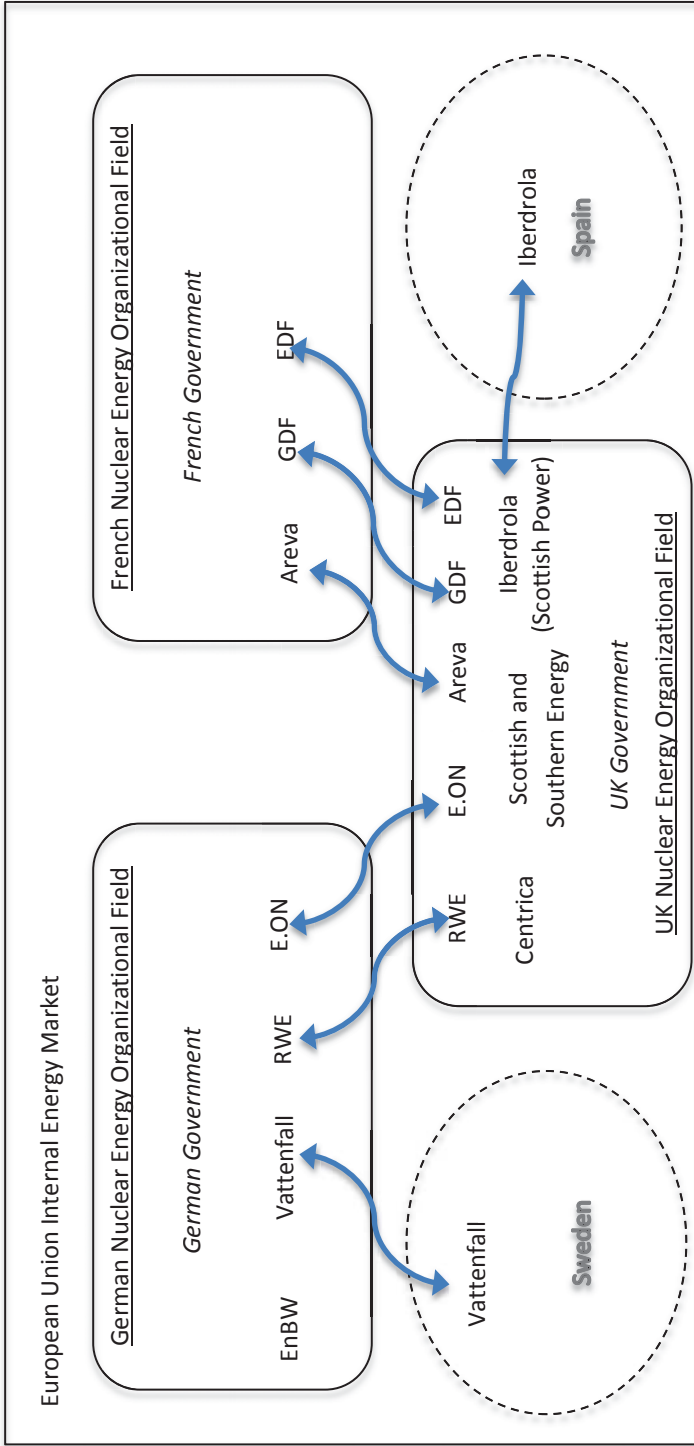 European Union Internal Energy Market
German Nuclear Energy Organizational Field
German Government
EnBW
Vattenfall
RWE
E.ON
French Nuclear Energy Organizational Field
French Government
Areva
GDF
EDF
Vattenfall
Sweden
RWE
E.ON
Areva
GDF
EDF
Centrica
Scottish and
Southern Energy
Iberdrola
(Scottish Power)
UK Government
UK Nuclear Energy Organizational Field
Iberdrola
Spain